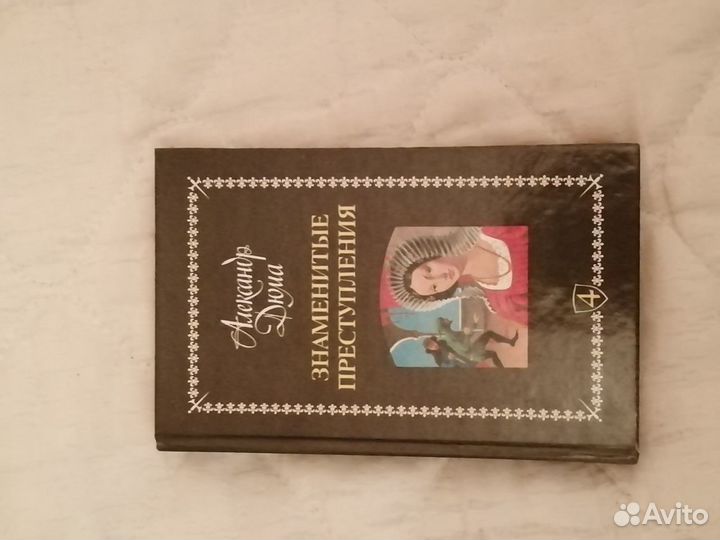 Александр
Дюма
ЗНАМЕНИТЫЕ
ПРЕСТУПЛЕНИЯ
4
Avito